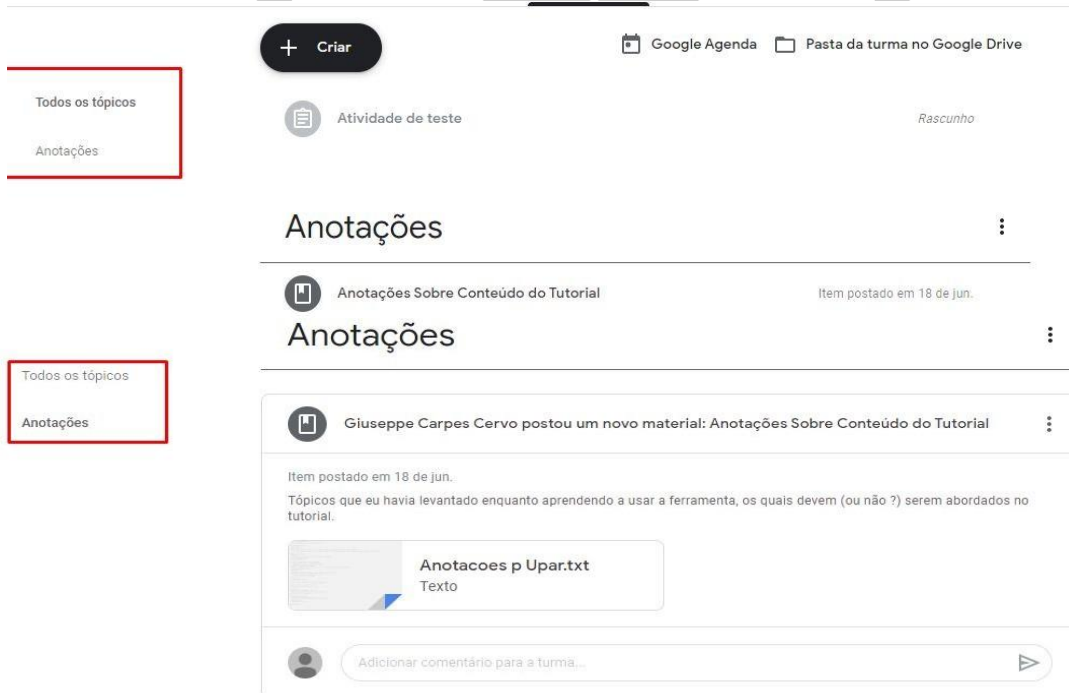 Criar
Google Agenda
Pasta da turma no Google Drive
Todos os tópicos
Anotações
Atividade de teste
Rascunho
Anotações
Anotações Sobre Conteúdo do Tutorial
Item postado em 18 de jun.
Anotações
Todos os tópicos
Anotações
Giuseppe Carpes Cervo postou um novo material: Anotações Sobre Conteúdo do Tutorial
Item postado em 18 de jun.
Tópicos que eu havia levantado enquanto aprendendo a usar a ferramenta, os quais devem (ou não ?) serem abordados no
tutorial.
Anotacoes p Upar.txt
Texto
Adicionar comentário para a turma...